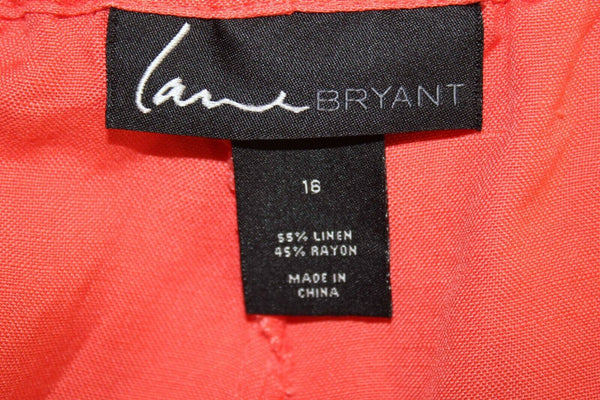 lane BRYANT
16
55% LINEN
45% RAYON
MADE IN
CHINA